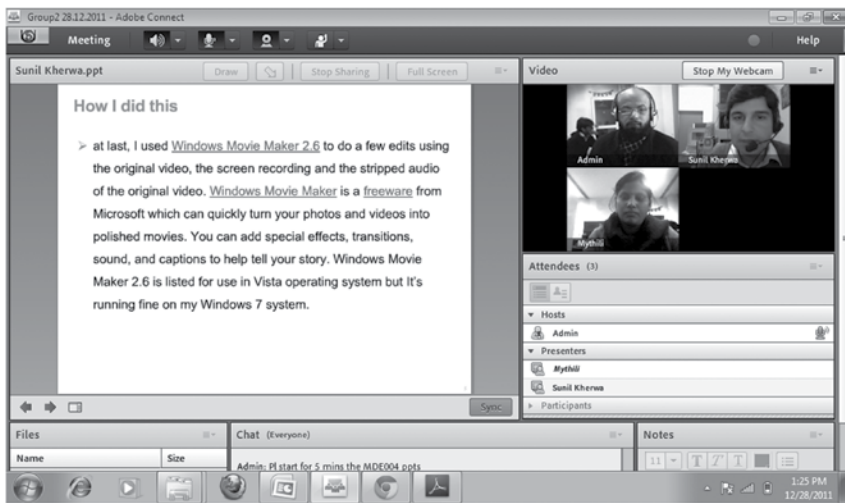 Group2 28.12.2011 - Adobe Connect
Meeting
Help
Sunil Kherwa.ppt
Draw
Stop Sharing
Full Screen
How I did this
at last, I used Windows Movie Maker 2.6 to do a few edits using
the original video, the screen recording and the stripped audio
of the original video. Windows Movie Maker is a freeware from
Microsoft which can quickly turn your photos and videos into
polished movies. You can add special effects, transitions,
sound, and captions to help tell your story. Windows Movie
Maker 2.6 is listed for use in Vista operating system but It's
running fine on my Windows 7 system.
Sync
Video
Stop My Webcam
Admin
Sunil Kherwa
Mythili
Attendees (3)
Hosts
Admin
Presenters
Mythili
Sunil Kherwa
Participants
Files
Name Size
Chat (Everyone)
Admin: Pl start for 5 mins the MDE004 ppts
Notes
11 T T T
1:25 PM
12/28/2011